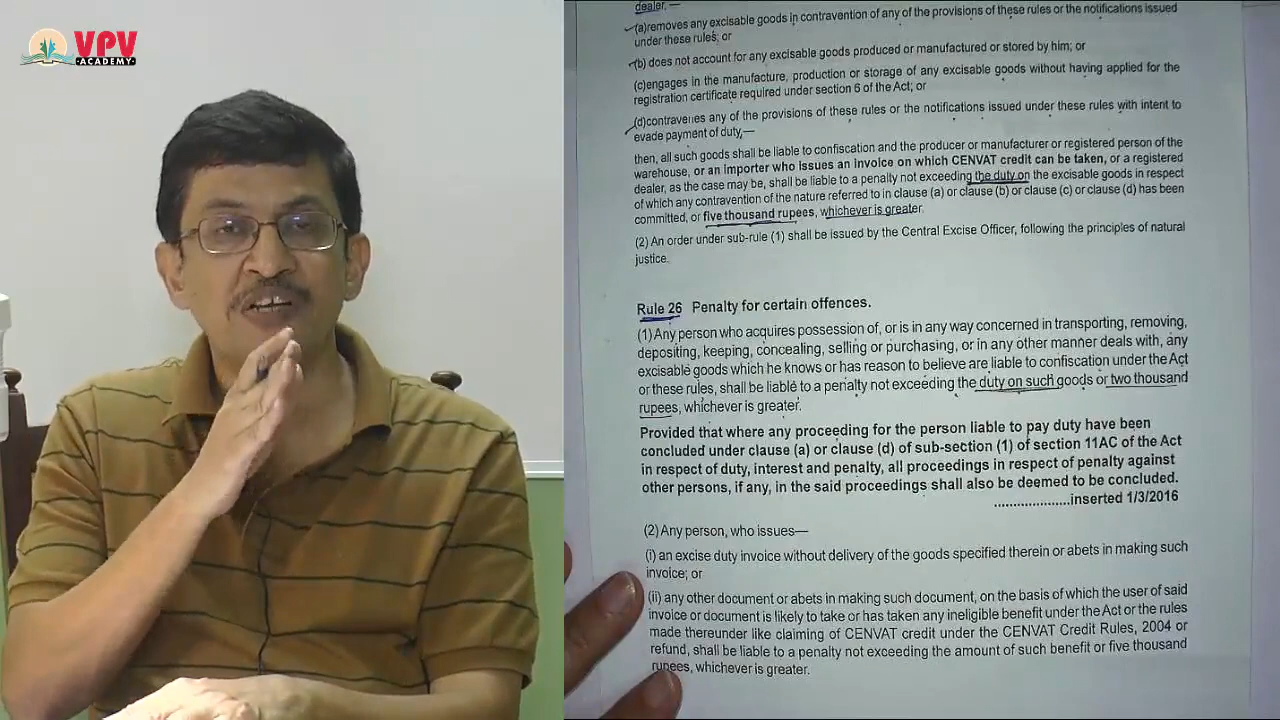 VPV
ACADEMY
dealer, —
(a)removes any excisable goods in contravention of any of the provisions of these rules or the notifications issued
under these rules; or
(b) does not account for any excisable goods produced or manufactured or stored by him; or
(c)engages in the manufacture, production or storage of any excisable goods without having applied for the
registration certificate required under section 6 of the Act; or
(d)contravenes any of the provisions of these rules or the notifications issued under these rules with intent to
evade payment of duty,—
then, all such goods shall be liable to confiscation and the producer or manufacturer or registered person of the
warehouse, or an importer who issues an invoice on which CENVAT credit can be taken, or a registered
dealer, as the case may be, shall be liable to a penalty not exceeding the duty on the excisable goods in respect
of which any contravention of the nature referred to in clause (a) or clause (b) or clause (c) or clause (d) has been
committed, or five thousand rupees, whichever is greater.
(2) An order under sub-rule (1) shall be issued by the Central Excise Officer, following the principles of natural
justice.
Rule 26 Penalty for certain offences.
(1) Any person who acquires possession of, or is in any way concerned in transporting, removing,
depositing, keeping, concealing, selling or purchasing, or in any other manner deals with, any
excisable goods which he knows or has reason to believe are liable to confiscation under the Act
or these rules, shall be liable to a penalty not exceeding the duty on such goods or two thousand
rupees, whichever is greater.
Provided that where any proceeding for the person liable to pay duty have been
concluded under clause (a) or clause (d) of sub-section (1) of section 11AC of the Act
in respect of duty, interest and penalty, all proceedings in respect of penalty against
other persons, if any, in the said proceedings shall also be deemed to be concluded.
....................inserted 1/3/2016
(2) Any person, who issues—
(i) an excise duty invoice without delivery of the goods specified therein or abets in making such
invoice; or
(ii) any other document or abets in making such document, on the basis of which the user of said
invoice or document is likely to take or has taken any ineligible benefit under the Act or the rules
made thereunder like claiming of CENVAT credit under the CENVAT Credit Rules, 2004 or
refund, shall be liable to a penalty not exceeding the amount of such benefit or five thousand
rupees, whichever is greater.